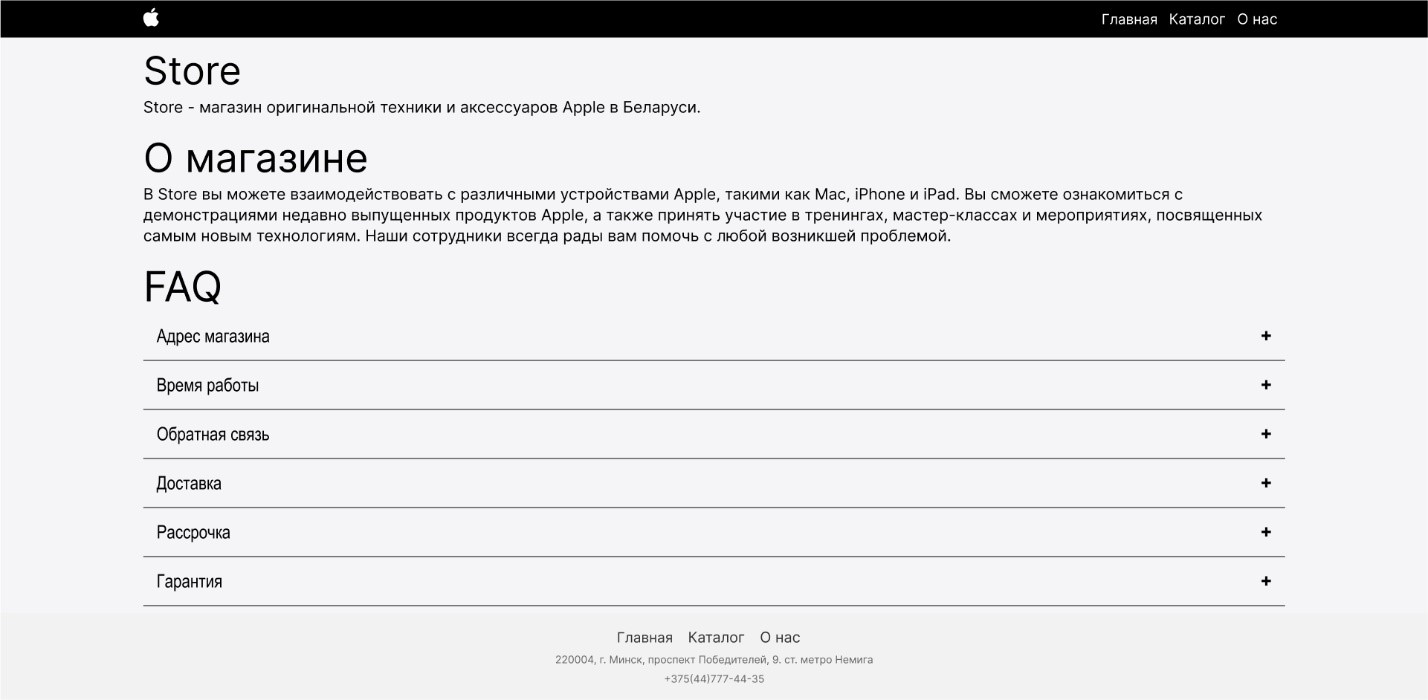 Главная Каталог О нас
Store
Store - магазин оригинальной техники и аксессуаров Apple в Беларуси.
О магазине
В Store вы можете взаимодействовать с различными устройствами Apple, такими как Mac, iPhone и iPad. Вы сможете ознакомиться с
демонстрациями недавно выпущенных продуктов Apple, а также принять участие в тренингах, мастер-классах и мероприятиях, посвященных
самым новым технологиям. Наши сотрудники всегда рады вам помочь с любой возникшей проблемой.
FAQ
Адрес магазина +
Время работы +
Обратная связь +
Доставка +
Рассрочка +
Гарантия +
Главная Каталог О нас
220004, г. Минск, проспект Победителей, 9. ст. метро Немига
+375(44)777-44-35